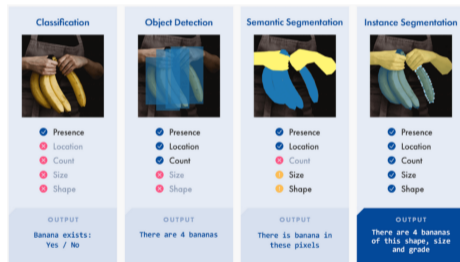 Classification
Presence
Location
Count
Size
Shape
OUTPUT
Banana exists:
Yes / No
Object Detection
Presence
Location
Count
Size
Shape
OUTPUT
There are 4 bananas
Semantic Segmentation
Presence
Location
Count
Size
Shape
OUTPUT
There is banana in
these pixels
Instance Segmentation
Presence
Location
Count
Size
Shape
OUTPUT
There are 4 bananas
of this shape, size
and grade